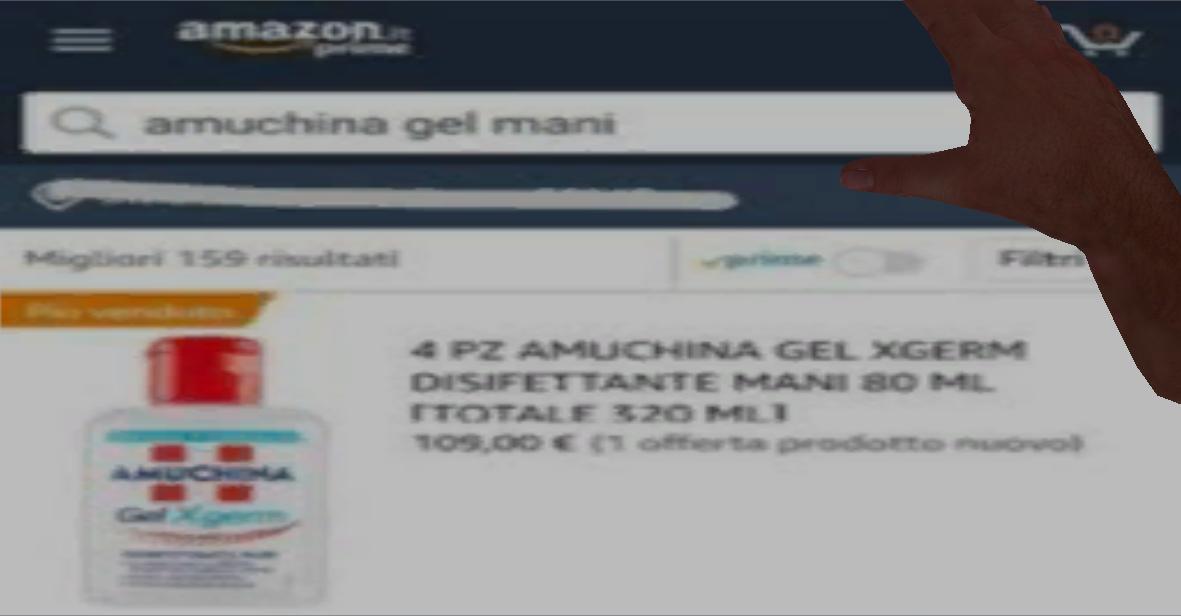 amazon.it
prime
amuchina gel mani
Migliori 159 risultati
prime
Filtri
Più venduto
4 PZ AMUCHINA GEL XGERM
DISIFETTANTE MANI 80 ML
[TOTALE 320 ML]
109,00 € (1 offerta prodotto nuovo)
0
AMUCHINA
Gel Xgerm